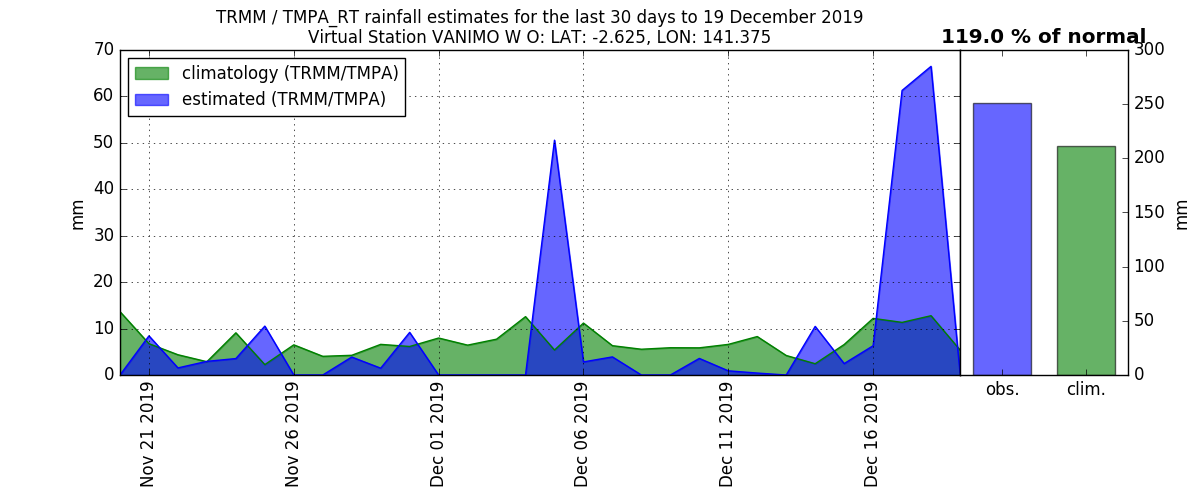 TRMM / TMPA_RT rainfall estimates for the last 30 days to 19 December 2019
Virtual Station VANIMO W O: LAT: -2.625, LON: 141.375
119.0 % of normal
climatology (TRMM/TMPA)
estimated (TRMM/TMPA)
mm
70
60
50
40
30
20
10
0
Nov 21 2019
Nov 26 2019
Dec 01 2019
Dec 06 2019
Dec 11 2019
Dec 16 2019
obs.
clim.
300
250
200
150
100
50
0
mm